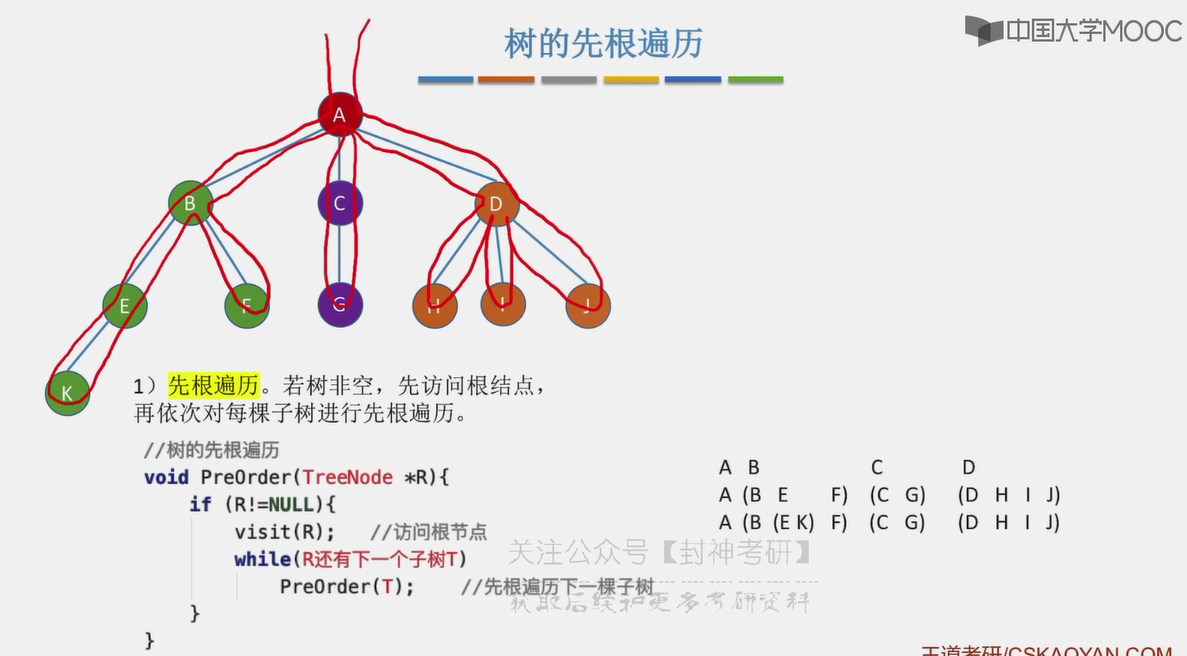 树的先根遍历
中国大学MOOC
A
B
C
D
E
F
G
H
I
J
K
1）先根遍历。若树非空，先访问根结点，
再依次对每棵子树进行先根遍历。
//树的先根遍历
void PreOrder(TreeNode *R){
if (R!=NULL){
visit(R); //访问根节点
while(R还有下一个子树T)
PreOrder(T); //先根遍历下一棵子树
}
}
A B C D
A (B E F) (C G) (D H I J)
A (B (E K) F) (C G) (D H I J)
关注公众号【封神考研】
获取后续和更多考研资料
王道考研/CSKAOYAN.COM